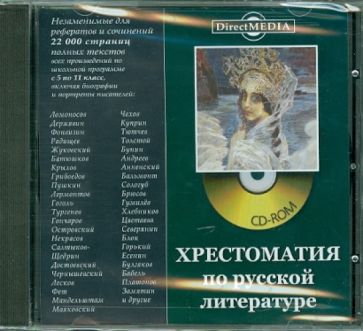 Незаменимые для
рефератов и сочинений
22 000 страниц
полных текстов
всех произведений по
школьной программе
с 5 по 11 класс,
включая биографии
и портреты писателей:
Ломоносов
Державин
Фонвизин
Радищев
Жуковский
Батюшков
Крылов
Грибоедов
Пушкин
Лермонтов
Гоголь
Тургенев
Гончаров
Островский
Некрасов
Салтыков-
Щедрин
Достоевский
Чернышевский
Лесков
Фет
Мандельштам
Маяковский
Чехов
Куприн
Тютчев
Толстой
Бунин
Андреев
Анненский
Бальмонт
Сологуб
Брюсов
Гумилёв
Хлебников
Цветаева
Северянин
Блок
Горький
Есенин
Булгаков
Бабель
Платонов
Замятин
и другие
DirectMEDIA
CD-ROM
ХРЕСТОМАТИЯ
по русской
литературе